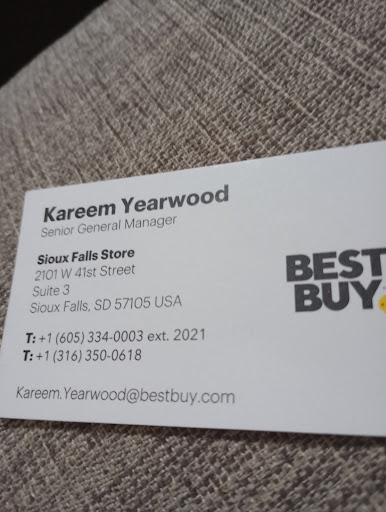 Kareem Yearwood
Senior General Manager
Sioux Falls Store
2101 W 41st Street
Suite 3
Sioux Falls, SD 57105 USA
T: +1 (605) 334-0003 ext. 2021
T: +1 (316) 350-0618
Kareem.Yearwood@bestbuy.com
BEST
BUY